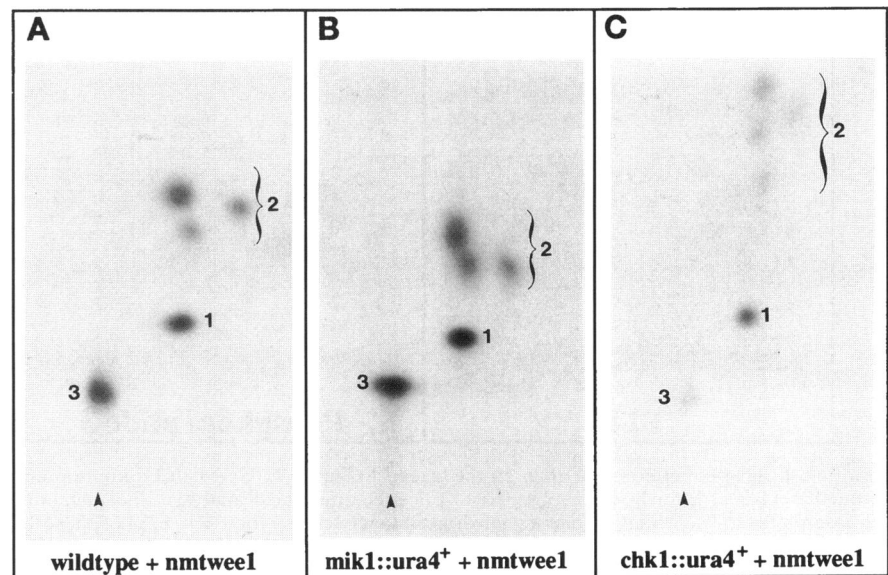 A
B
C
2
1
3
2
1
3
2
1
3
wildtype + nmtwee1
mik1::ura4⁺ + nmtwee1
chk1::ura4⁺ + nmtwee1